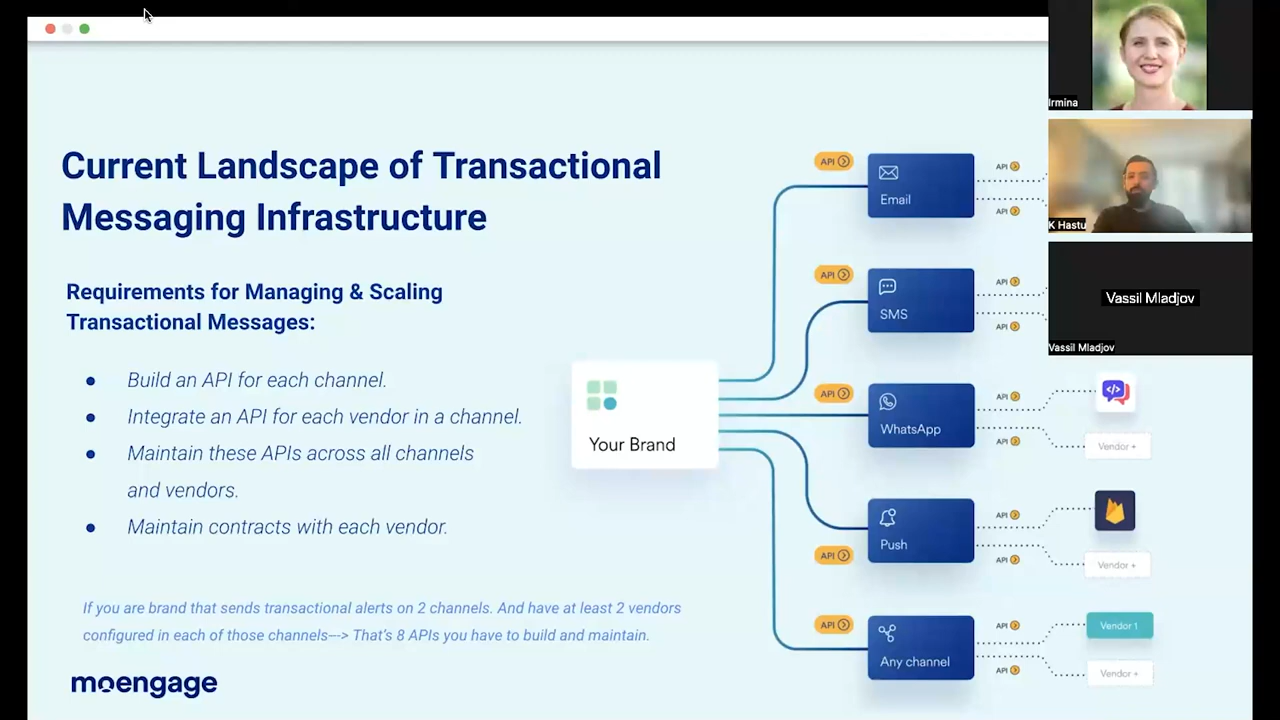 Current Landscape of Transactional
Messaging Infrastructure
Requirements for Managing & Scaling
Transactional Messages:
Build an API for each channel.
Integrate an API for each vendor in a channel.
Maintain these APIs across all channels
and vendors.
Maintain contracts with each vendor.
If you are brand that sends transactional alerts on 2 channels. And have at least 2 vendors
configured in each of those channels---> That's 8 APIs you have to build and maintain.
moengage
Your Brand
API
Email
API
API
API
SMS
API
API
API
WhatsApp
API
API
Vendor +
Push
API
API
API
Vendor +
API
Any channel
API
API
Vendor 1
Vendor +
Irmina
K Hastu
Vassil Mladjov
Vassil Mladjov